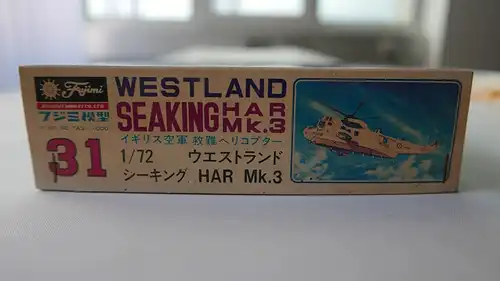 Fujimi
フジミ模型
31
WESTLAND
SEAKING HAR MK.3
イギリス空軍 救難ヘリコプター
1/72 ウエストランド
シーキング HAR Mk.3